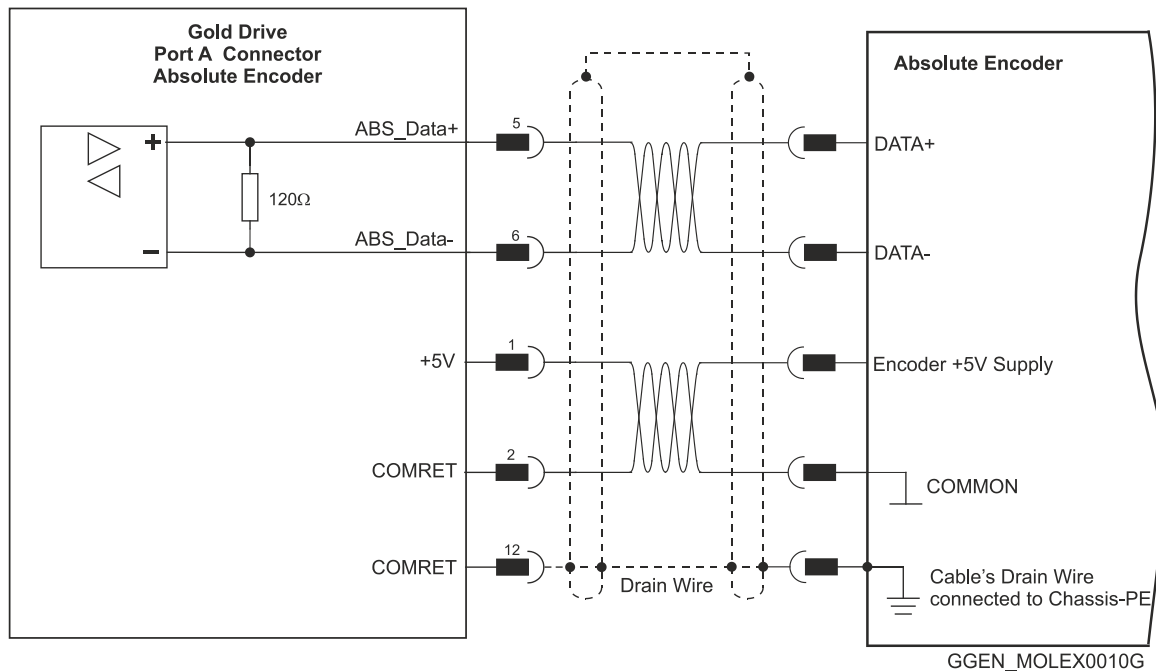 Gold Drive
Port A Connector
Absolute Encoder
Absolute Encoder
+
ABS_Data+
5
DATA+
120Ω
-
ABS_Data-
6
DATA-
+5V
1
Encoder +5V Supply
COMRET
2
COMMON
COMRET
12
Drain Wire
Cable's Drain Wire
connected to Chassis-PE
GGEN_MOLEX0010G